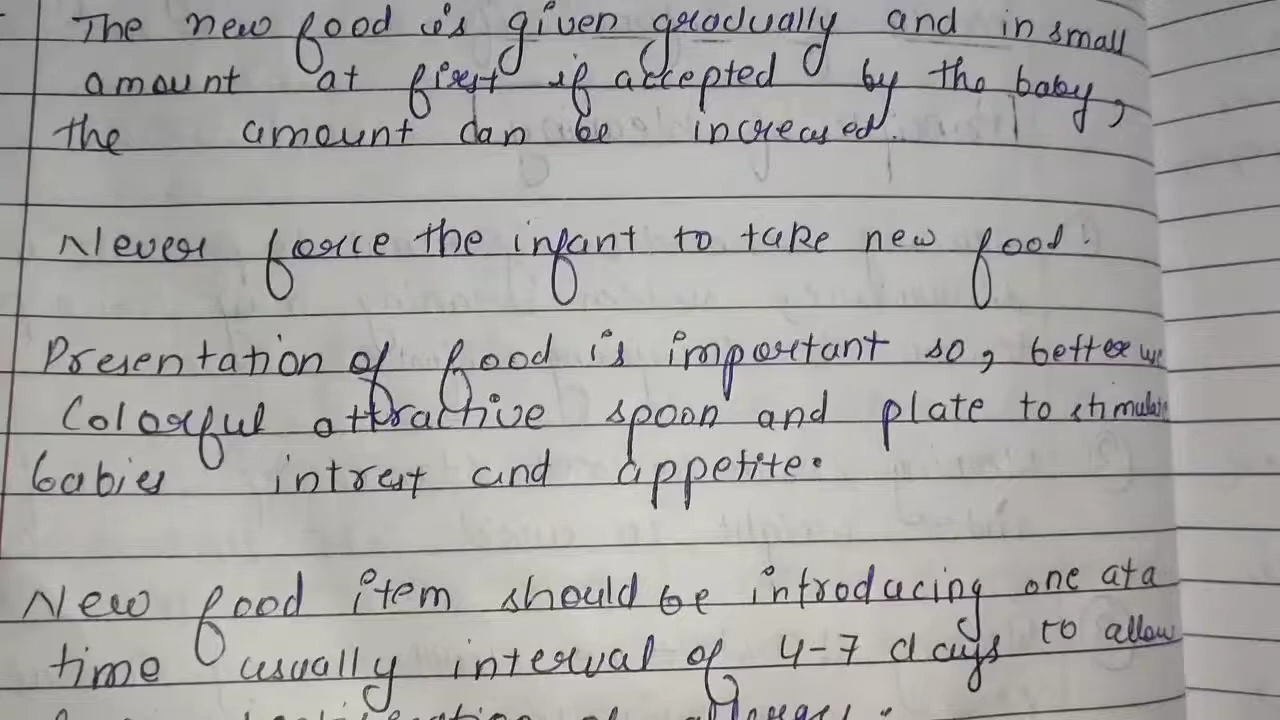 The new food is given gradually and in small
amount at first if accepted by the baby,
the amount can be increased.
Never force the infant to take new food.
Presentation of food is important so, better
Colorful attractive spoon and plate to stimulate
babies intrest and appetite.
New food item should be introducing one at a
time usually interval of 4-7 days to allow
of